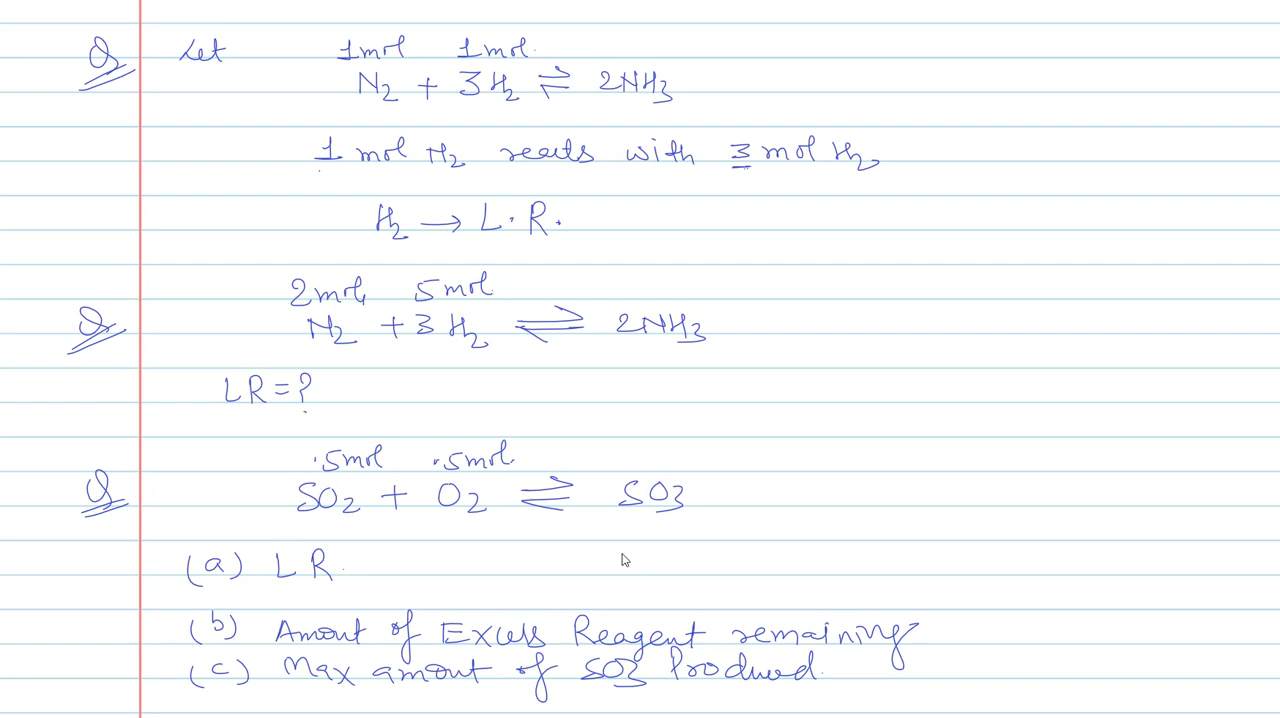 Q Let 1mol 1mol.
N2 + 3H2 ⇌ 2NH3
1 mol N2 reacts with 3 mol H2
H2 → L.R.
2mol 5mol.
Q N2 + 3H2 ⇌ 2NH3
LR = ?
.5mol .5mol.
Q SO2 + O2 ⇌ SO3
(a) LR.
(b) Amount of Excess Reagent remaining
(c) Max amount of SO3 Produced.